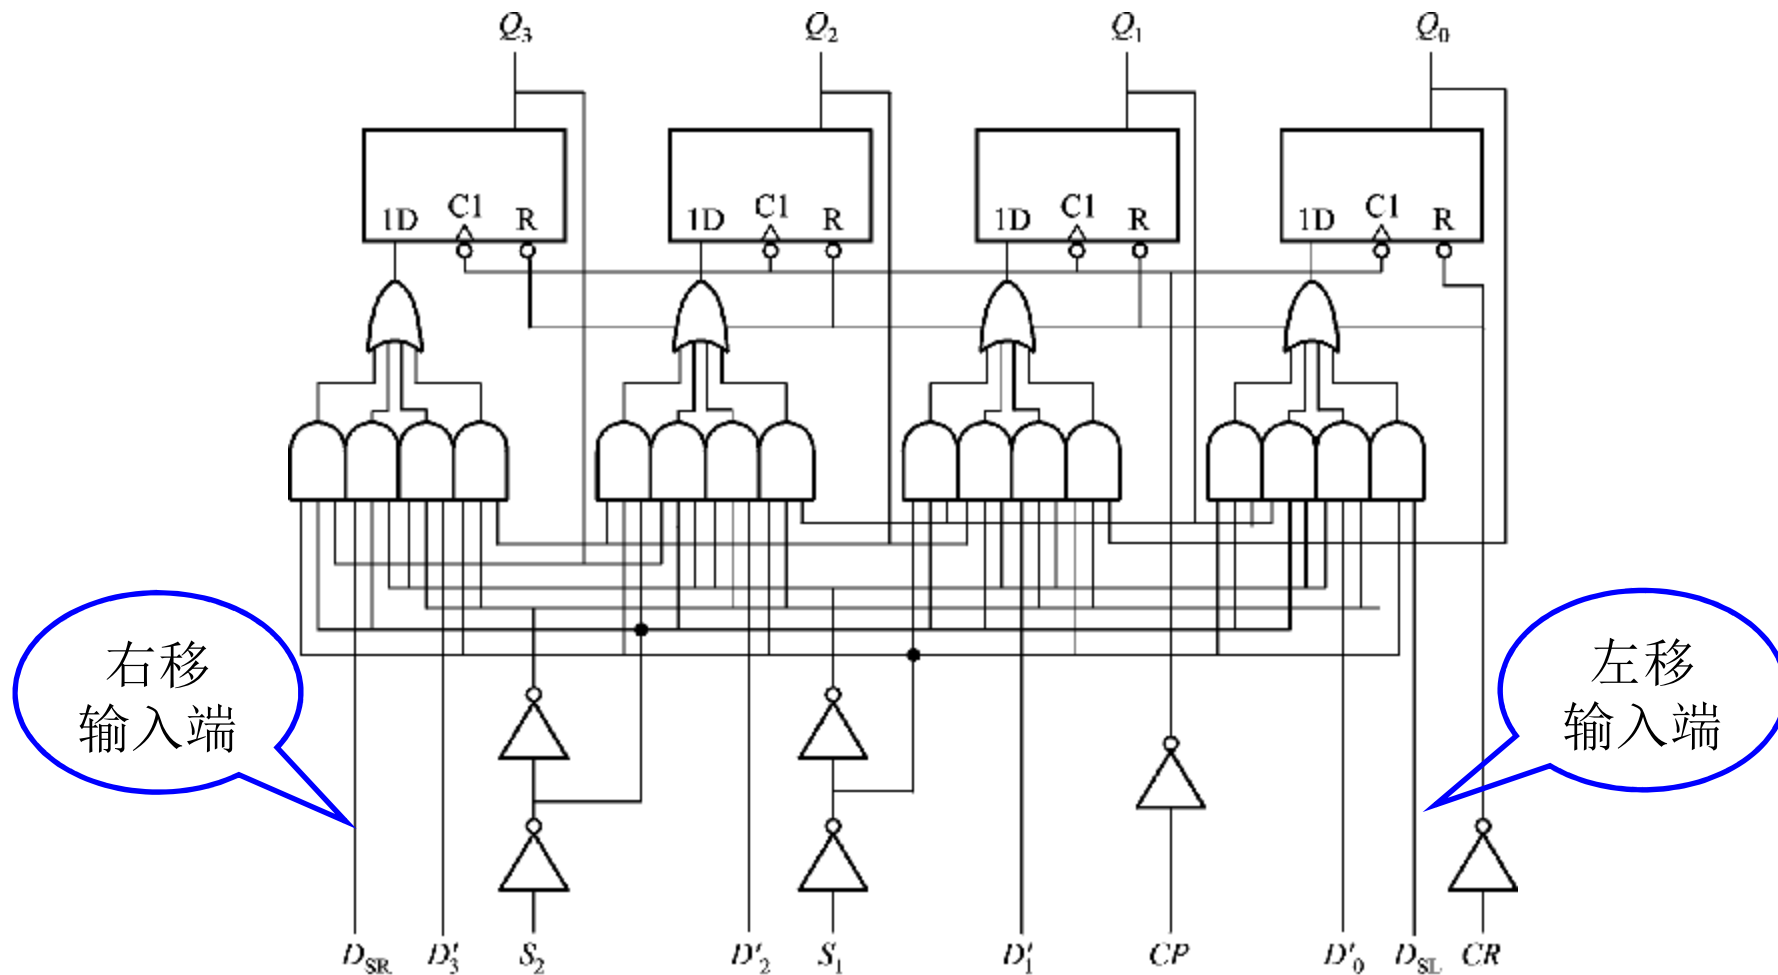 Q3 Q2 Q1 Q0
1D C1 R 1D C1 R 1D C1 R 1D C1 R
右移
输入端
左移
输入端
DSR D′3 S2 D′2 S1 D′1 CP D′0 DSL CR